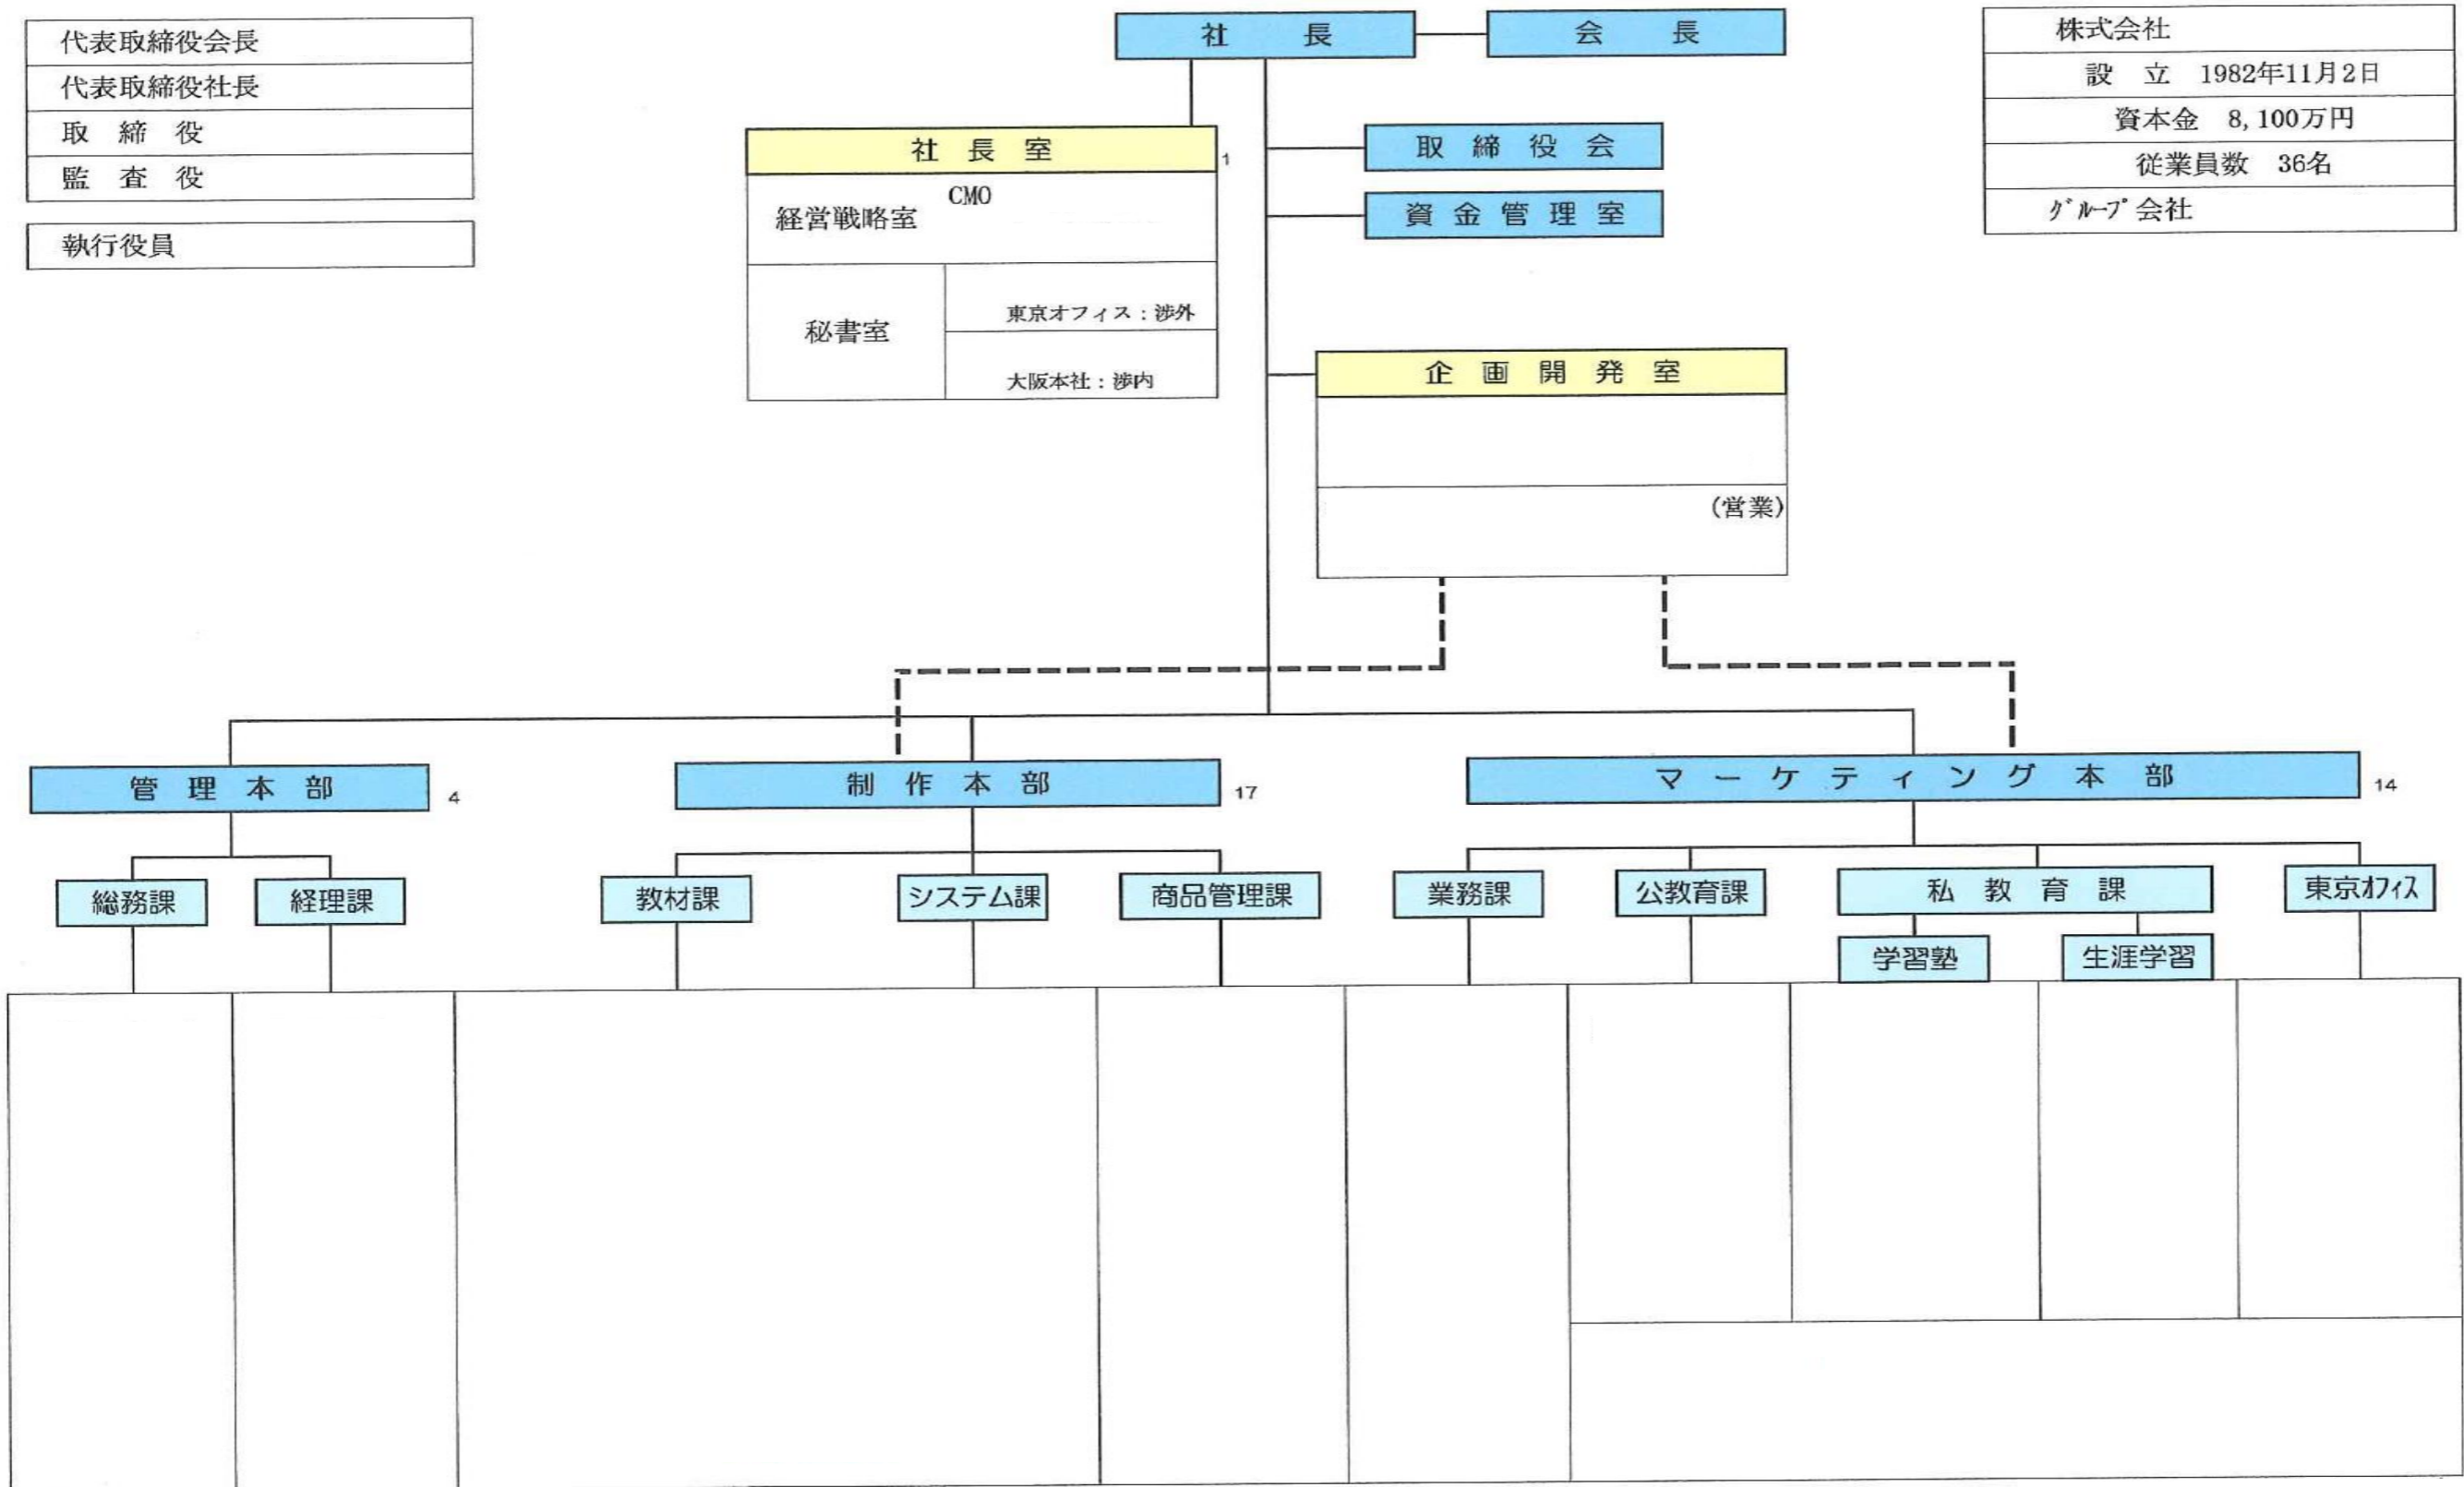 代表取締役会長
代表取締役社長
取 締 役
監 査 役
執行役員
社 長
会 長
株式会社
設 立 1982年11月2日
資本金 8,100万円
従業員数 36名
ｸﾞﾙｰﾌﾟ会社
社 長 室
1
CMO
経営戦略室
秘書室
東京オフィス：渉外
大阪本社：渉内
取 締 役 会
資 金 管 理 室
企 画 開 発 室
(営業)
管 理 本 部
4
制 作 本 部
17
マ ー ケ テ ィ ン グ 本 部
14
総務課
経理課
教材課
システム課
商品管理課
業務課
公教育課
私 教 育 課
東京ｵﾌｨｽ
学習塾
生涯学習